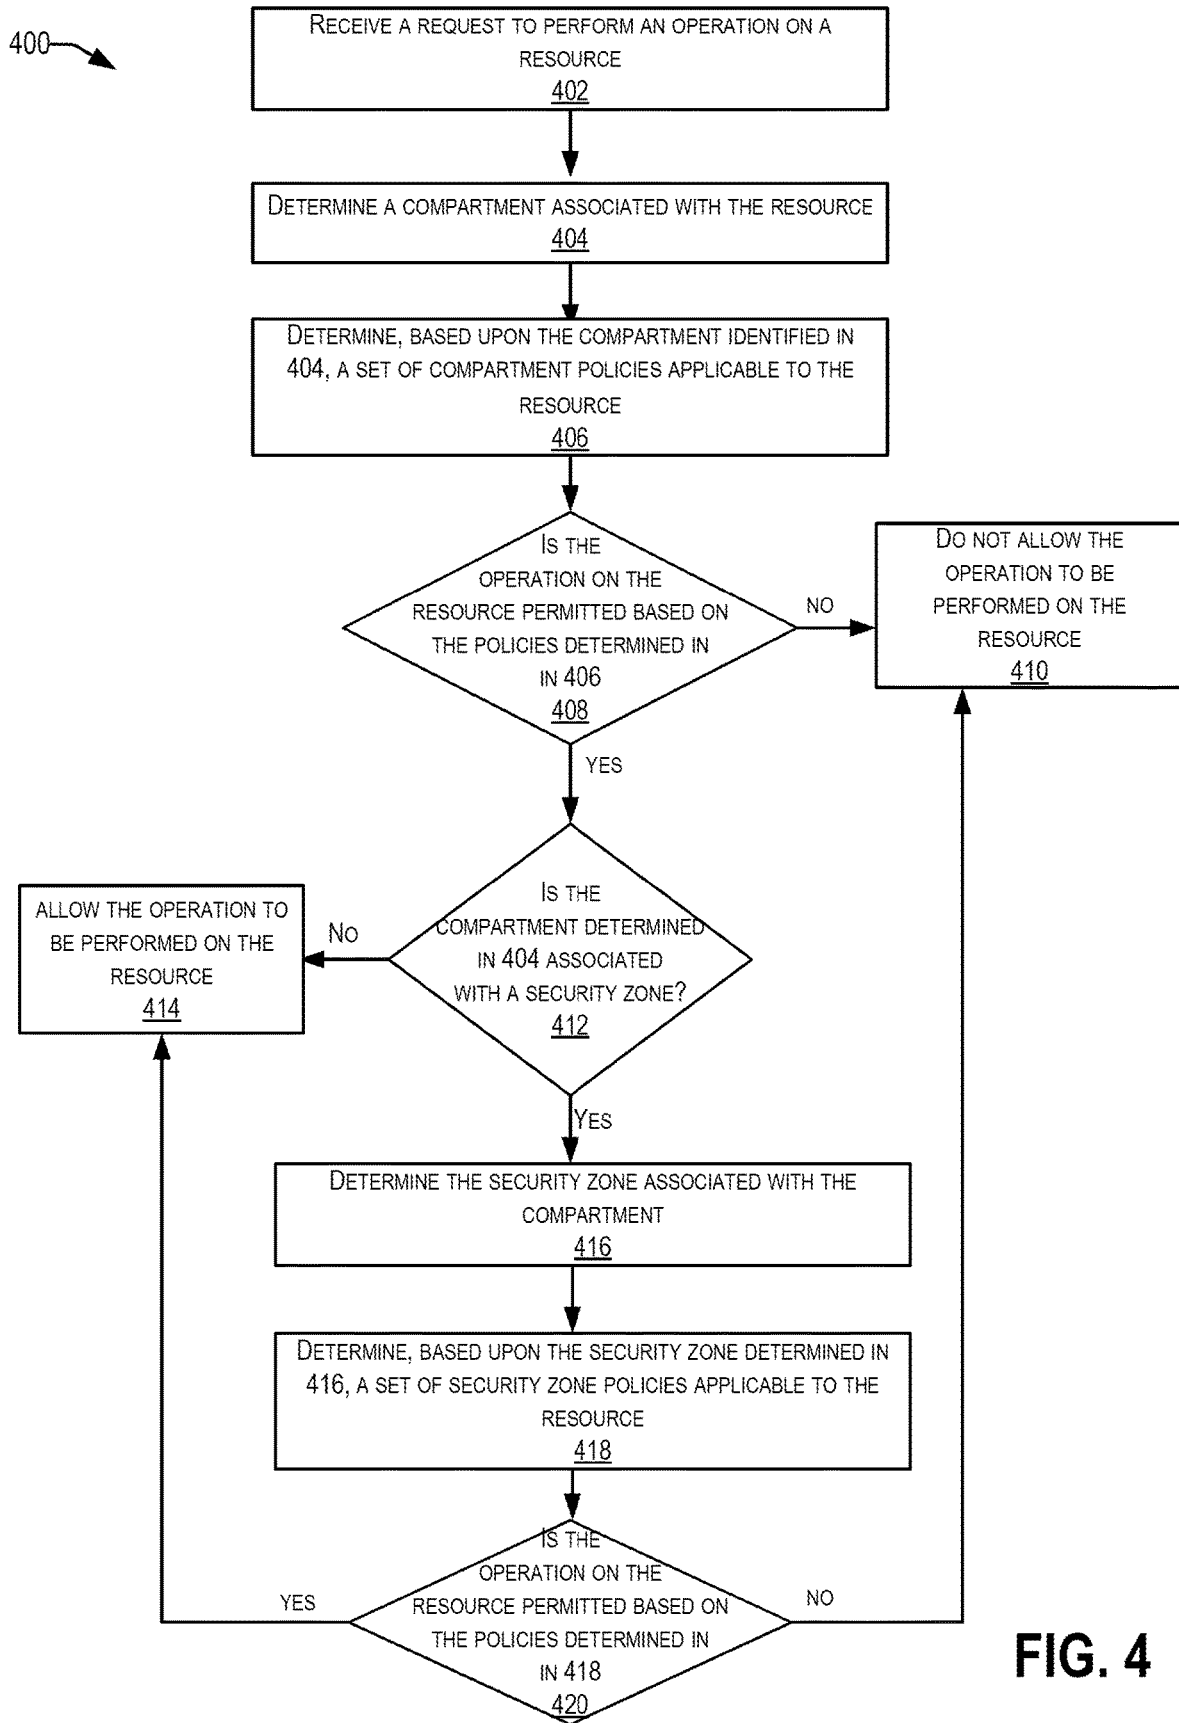 400
RECEIVE A REQUEST TO PERFORM AN OPERATION ON A
RESOURCE
402
DETERMINE A COMPARTMENT ASSOCIATED WITH THE RESOURCE
404
DETERMINE, BASED UPON THE COMPARTMENT IDENTIFIED IN
404, A SET OF COMPARTMENT POLICIES APPLICABLE TO THE
RESOURCE
406
IS THE
OPERATION ON THE
RESOURCE PERMITTED BASED ON
THE POLICIES DETERMINED IN
IN 406
408
NO
DO NOT ALLOW THE
OPERATION TO BE
PERFORMED ON THE
RESOURCE
410
YES
IS THE
COMPARTMENT DETERMINED
IN 404 ASSOCIATED
WITH A SECURITY ZONE?
412
NO
ALLOW THE OPERATION TO
BE PERFORMED ON THE
RESOURCE
414
YES
DETERMINE THE SECURITY ZONE ASSOCIATED WITH THE
COMPARTMENT
416
DETERMINE, BASED UPON THE SECURITY ZONE DETERMINED IN
416, A SET OF SECURITY ZONE POLICIES APPLICABLE TO THE
RESOURCE
418
IS THE
OPERATION ON THE
RESOURCE PERMITTED BASED ON
THE POLICIES DETERMINED IN
IN 418
420
YES
NO
FIG. 4